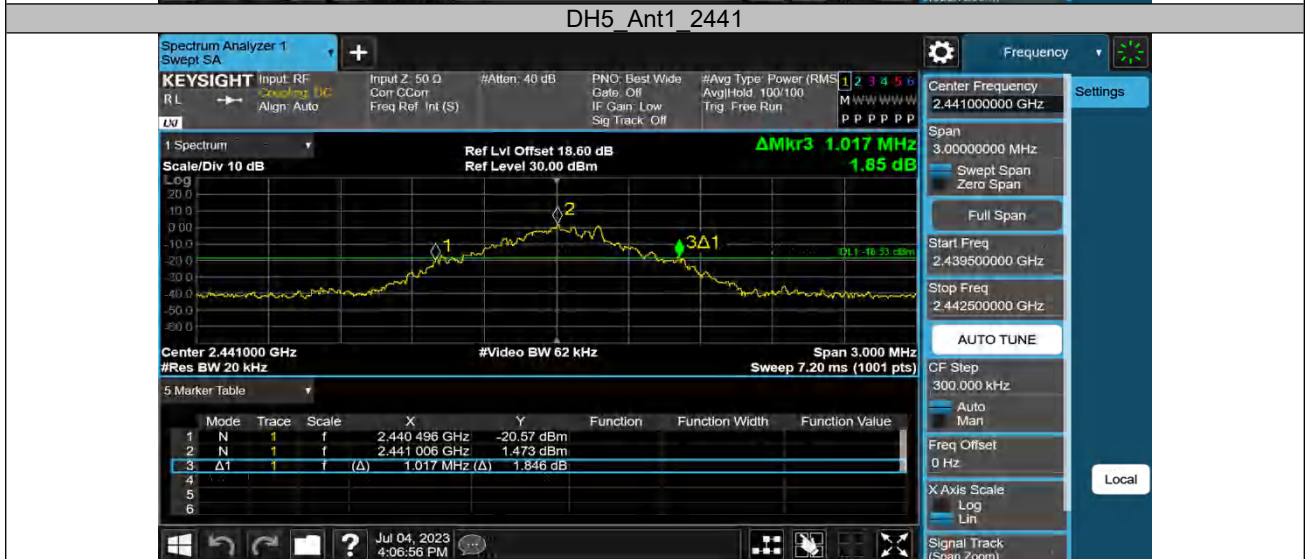 DH5_Ant1_2441
Spectrum Analyzer 1
Swept SA
Frequency
KEYSIGHT
RL
LXI
Input: RF
Coupling: DC
Align: Auto
Input Z: 50 Ω
Corr CCorr
Freq Ref: Int (S)
#Atten: 40 dB
PNO: Best Wide
Gate: Off
IF Gain: Low
Sig Track: Off
#Avg Type: Power (RMS
Avg|Hold: 100/100
Trig: Free Run
1 2 3 4 5 6
M W W W W W
P P P P P P
1 Spectrum
Scale/Div 10 dB
Ref Lvl Offset 18.60 dB
Ref Level 30.00 dBm
ΔMkr3 1.017 MHz
1.85 dB
Log
20.0
10.0
0.00
-10.0
-20.0
-30.0
-40.0
-50.0
-60.0
1
2
3Δ1
DL1 -18.53 dBm
Center 2.441000 GHz
#Video BW 62 kHz
Span 3.000 MHz
#Res BW 20 kHz
Sweep 7.20 ms (1001 pts)
5 Marker Table
Mode Trace Scale X Y Function Function Width Function Value
1 N 1 f 2.440 496 GHz -20.57 dBm
2 N 1 f 2.441 006 GHz 1.473 dBm
3 Δ1 1 f (Δ) 1.017 MHz (Δ) 1.846 dB
4
5
6
Jul 04, 2023
4:06:56 PM
Center Frequency
2.441000000 GHz
Settings
Span
3.00000000 MHz
Swept Span
Zero Span
Full Span
Start Freq
2.439500000 GHz
Stop Freq
2.442500000 GHz
AUTO TUNE
CF Step
300.000 kHz
Auto
Man
Freq Offset
0 Hz
X Axis Scale
Log
Lin
Local
Signal Track
(Span Zoom)